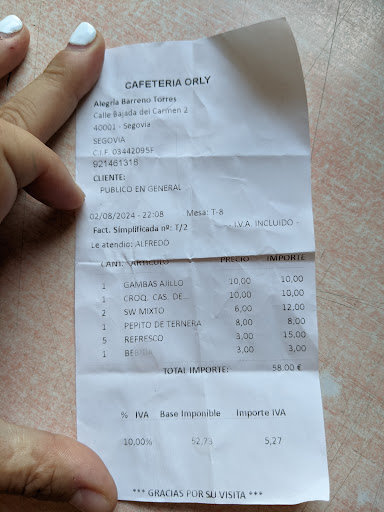 CAFETERIA ORLY
Alegria Barreno Torres
Calle Bajada del Carmen 2
40001 - Segovia
SEGOVIA
C.I.F. 03442095F
921461318
CLIENTE:
PUBLICO EN GENERAL
02/08/2024 - 22:08 Mesa: T-8
Fact. Simplificada nº: T/2 - I.V.A. INCLUIDO -
Le atendio: ALFREDO
CANT. ARTICULO PRECIO IMPORTE
1 GAMBAS AJILLO 10,00 10,00
1 CROQ. CAS. DE... 10,00 10,00
2 SW MIXTO 6,00 12,00
1 PEPITO DE TERNERA 8,00 8,00
5 REFRESCO 3,00 15,00
1 BEBIDA 3,00 3,00
TOTAL IMPORTE: 58.00 €
% IVA Base Imponible Importe IVA
10,00% 52,73 5,27
*** GRACIAS POR SU VISITA ***